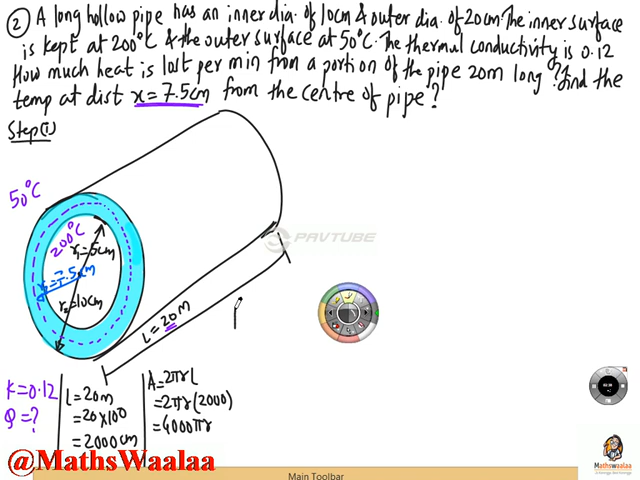 ② A long hollow pipe has an inner dia. of 10cm & outer dia. of 20cm. The inner surface
is kept at 200°C & the outer surface at 50°C. The thermal conductivity is 0.12
How much heat is lost per min from a portion of the pipe 20m long? Find the
temp at dist x=7.5cm from the centre of pipe?
Step(1)
50°C
200°C
r₁=5cm
=7.5cm
r₂=10cm
L=20M
PAVTUBE
K=0.12
Q=?
L=20m
=20×100
=2000cm
A=2πrL
=2πr(2000)
=4000πr
@MathsWaalaa
Mathswaalaa
Main Toolbar